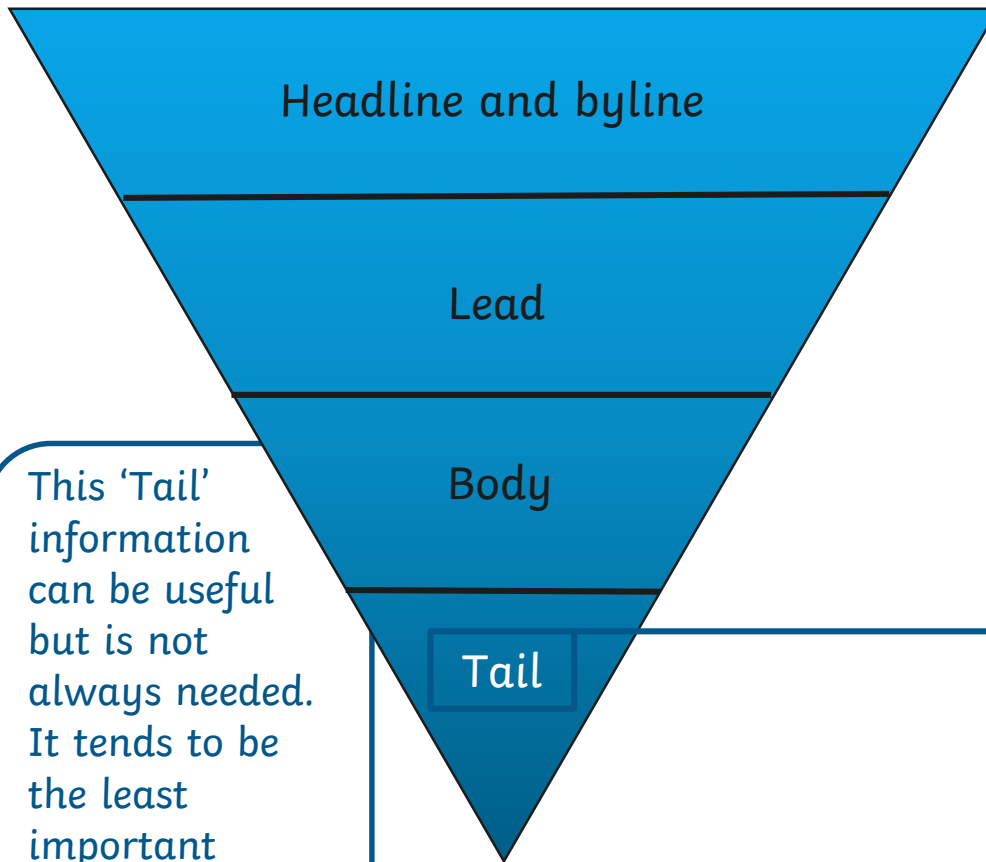 Headline and byline
Lead
Body
Tail
This ‘Tail’
information
can be useful
but is not
always needed.
It tends to be
the least
important